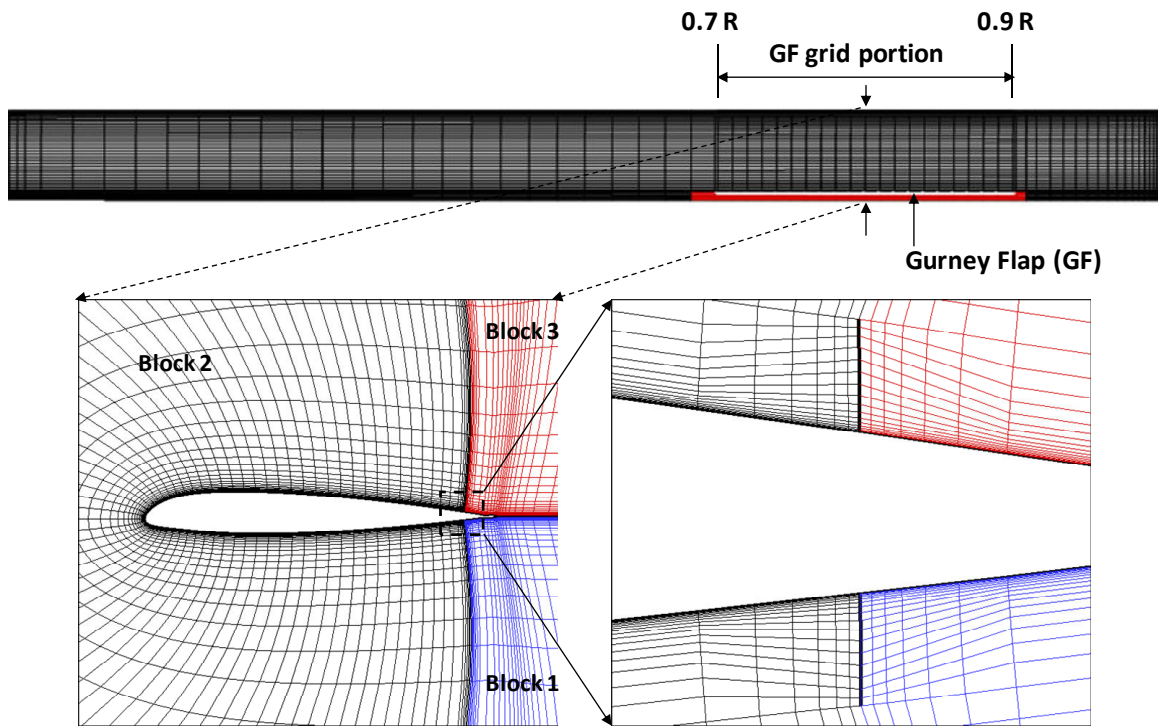 0.7 R
0.9 R
GF grid portion
Gurney Flap (GF)
Block 3
Block 2
Block 1